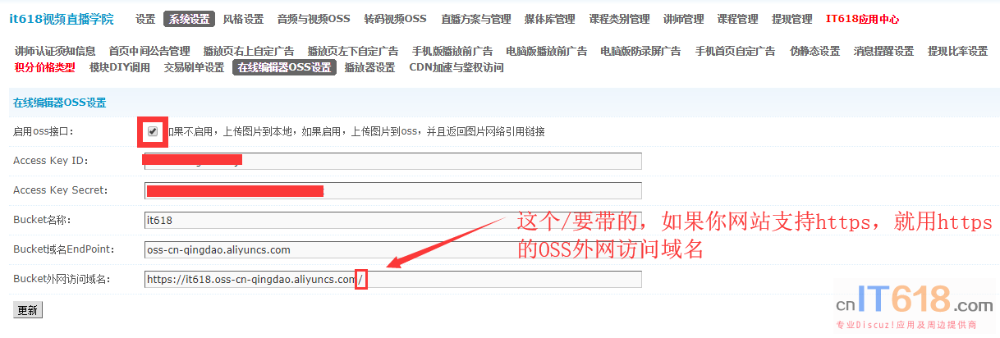 it618视频直播学院 设置 系统设置 风格设置 音频与视频OSS 转码视频OSS 直播方案与管理 媒体库管理 课程类别管理 讲师管理 课程管理 提现管理 IT618应用中心
讲师认证须知信息 首页中间公告管理 播放页右上自定广告 播放页左下自定广告 手机版播放前广告 电脑版播放前广告 电脑版防录屏广告 手机首页自定广告 伪静态设置 消息提醒设置 提现比率设置
积分价格类型 模块DIY调用 交易刷单设置 在线编辑器OSS设置 播放器设置 CDN加速与鉴权访问
在线编辑器OSS设置
启用oss接口: 如果不启用，上传图片到本地，如果启用，上传图片到oss，并且返回图片网络引用链接
Access Key ID:
Access Key Secret:
Bucket名称: it618
Bucket域名EndPoint: oss-cn-qingdao.aliyuncs.com
Bucket外网访问域名: https://it618.oss-cn-qingdao.aliyuncs.com/
这个/要带的，如果你网站支持https，就用https
的OSS外网访问域名
更新
cnIT618.com
专业Discuz!应用及周边提供商